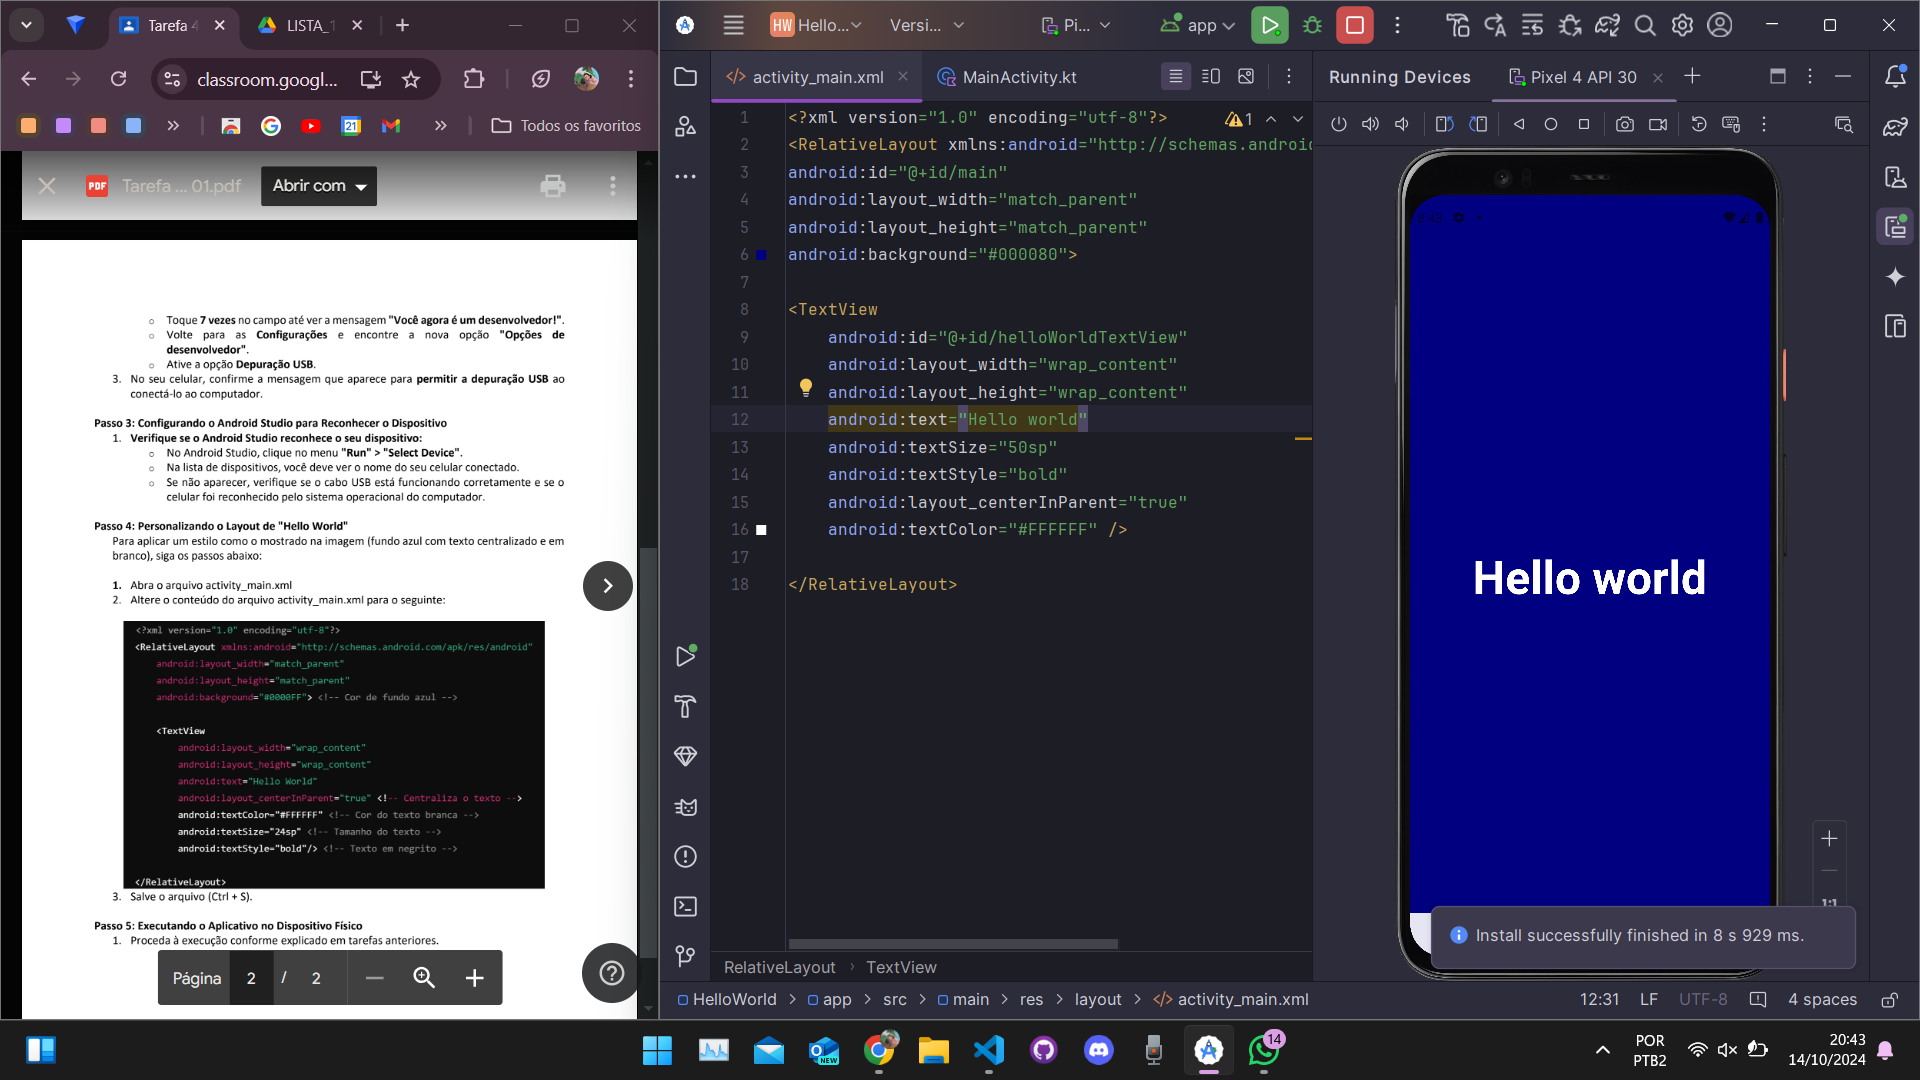 Tarefa 4
LISTA_1
classroom.googl...
Todos os favoritos
PDF
Tarefa ... 01.pdf
Abrir com
Toque 7 vezes no campo até ver a mensagem "Você agora é um desenvolvedor!".
Volte para as Configurações e encontre a nova opção "Opções de
desenvolvedor".
Ative a opção Depuração USB.
3. No seu celular, confirme a mensagem que aparece para permitir a depuração USB ao
conectá-lo ao computador.
Passo 3: Configurando o Android Studio para Reconhecer o Dispositivo
1. Verifique se o Android Studio reconhece o seu dispositivo:
No Android Studio, clique no menu "Run" > "Select Device".
Na lista de dispositivos, você deve ver o nome do seu celular conectado.
Se não aparecer, verifique se o cabo USB está funcionando corretamente e se o
celular foi reconhecido pelo sistema operacional do computador.
Passo 4: Personalizando o Layout de "Hello World"
Para aplicar um estilo como o mostrado na imagem (fundo azul com texto centralizado e em
branco), siga os passos abaixo:
1. Abra o arquivo activity_main.xml
2. Altere o conteúdo do arquivo activity_main.xml para o seguinte:
<?xml version="1.0" encoding="utf-8"?>
<RelativeLayout xmlns:android="http://schemas.android.com/apk/res/android"
android:layout_width="match_parent"
android:layout_height="match_parent"
android:background="#0000FF"> <!-- Cor de fundo azul -->
<TextView
android:layout_width="wrap_content"
android:layout_height="wrap_content"
android:text="Hello World"
android:layout_centerInParent="true" <!-- Centraliza o texto -->
android:textColor="#FFFFFF" <!-- Cor do texto branca -->
android:textSize="24sp" <!-- Tamanho do texto -->
android:textStyle="bold"/> <!-- Texto em negrito -->
</RelativeLayout>
3. Salve o arquivo (Ctrl + S).
Passo 5: Executando o Aplicativo no Dispositivo Físico
1. Proceda à execução conforme explicado em tarefas anteriores.
Página 2 / 2
HW Hello...
Versi...
Pi...
app
activity_main.xml
MainActivity.kt
1 <?xml version="1.0" encoding="utf-8"?>
1
2 <RelativeLayout xmlns:android="http://schemas.android
3 android:id="@+id/main"
4 android:layout_width="match_parent"
5 android:layout_height="match_parent"
6 android:background="#000080">
7
8 <TextView
9 android:id="@+id/helloWorldTextView"
10 android:layout_width="wrap_content"
11 android:layout_height="wrap_content"
12 android:text="Hello world"
13 android:textSize="50sp"
14 android:textStyle="bold"
15 android:layout_centerInParent="true"
16 android:textColor="#FFFFFF" />
17
18 </RelativeLayout>
RelativeLayout > TextView
HelloWorld > app > src > main > res > layout > activity_main.xml
12:31 LF UTF-8 4 spaces
Running Devices
Pixel 4 API 30
8:43
Hello world
1:1
Install successfully finished in 8 s 929 ms.
21
NEW
14
POR
PTB2
20:43
14/10/2024